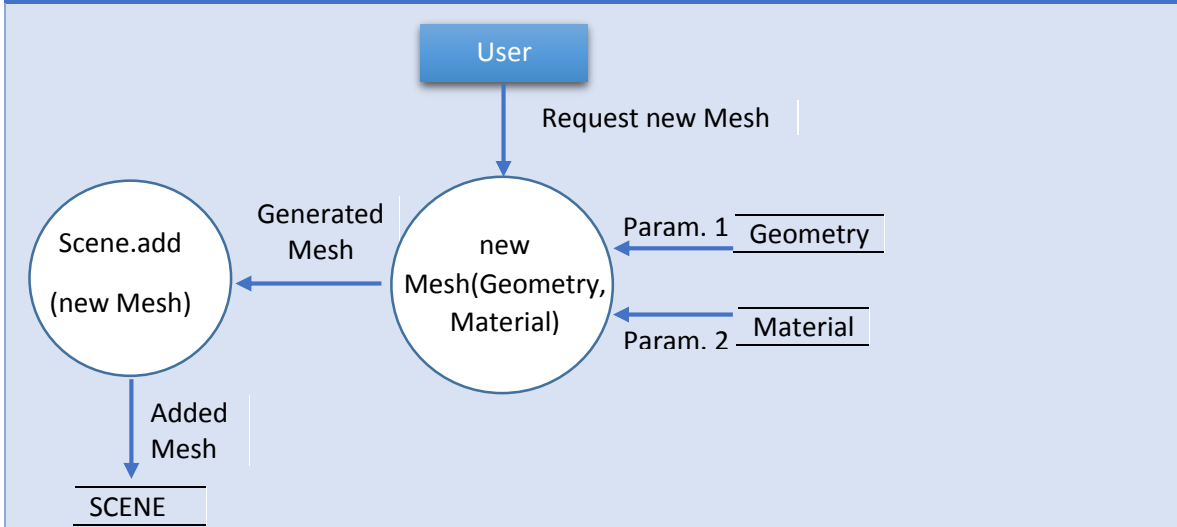 User
Request new Mesh
Generated
Mesh
Scene.add
(new Mesh)
new
Mesh(Geometry,
Material)
Param. 1
Geometry
Param. 2
Material
Added
Mesh
SCENE